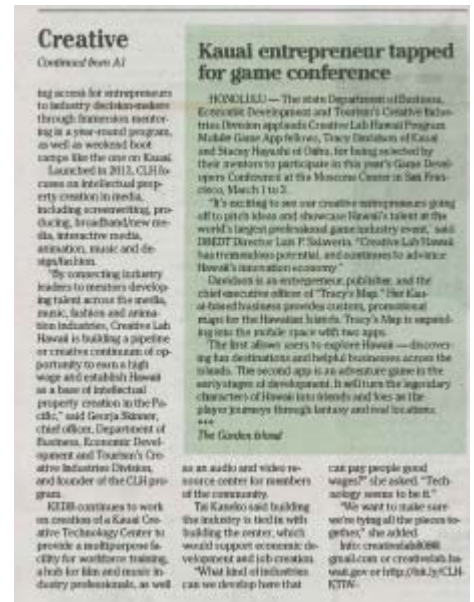 Creative
Continued from A1
ing access for entrepreneurs
to industry decision-makers
through Immersion mentor-
ing in a year-round program,
as well as weekend boot
camps like the one on Kauai.
Launched in 2012, CLH fo-
cuses on intellectual prop-
erty creation in media,
including screenwriting, pro-
ducing, broadband/new me-
dia, interactive media,
animation, music and de-
sign/fashion.
"By connecting industry
leaders to mentors develop-
ing talent across the media,
music, fashion and anima-
tion industries, Creative Lab
Hawaii is building a pipeline
or creative continuum of op-
portunity to earn a high
wage and establish Hawaii
as a base of intellectual
property creation in the Pa-
cific," said Georja Skinner,
chief officer, Department of
Business, Economic Devel-
opment and Tourism's Cre-
ative Industries Division,
and founder of the CLH pro-
gram.
KEDB continues to work
on creation of a Kauai Cre-
ative Technology Center to
provide a multipurpose fa-
cility for workforce training,
a hub for film and music in-
dustry professionals, as well
as an audio and video re-
source center for members
of the community.
Tai Kaneko said building
the industry is tied in with
building the center, which
would support economic de-
velopment and job creation.
"What kind of industries
can we develop here that
can pay people good
wages?" she asked. "Tech-
nology seems to be it."
"We want to make sure
we're tying all the pieces to-
gether," she added.
Info:
gmail.com or creativelab.ha-
waii.gov or
Kauai entrepreneur tapped
for game conference
HONOLULU — The state Department of Business,
Economic Development and Tourism's Creative Indus-
tries Division applauds Creative Lab Hawaii Program
Mobile Game App fellows, Tracy Davidson of Kauai
and Stacey Hayashi of Oahu, for being selected by
their mentors to participate in this year's Game Devel-
opers Conference at the Moscone Center in San Fran-
cisco, March 1 to 3.
"It's exciting to see our creative entrepreneurs going
off to pitch ideas and showcase Hawaii's talent at the
world's largest professional game industry event," said
DBEDT Director Luis P. Salaveria. "Creative Lab Hawaii
has tremendous potential, and continues to advance
Hawaii's innovation economy."
Davidson is an entrepreneur, publisher, and the
chief executive officer of "Tracy's Map." Her Kau-
ai-based business provides custom, promotional
maps for the Hawaiian Islands. Tracy's Map is expand-
ing into the mobile space with two apps.
The first allows users to explore Hawaii — discover-
ing fun destinations and helpful businesses across the
islands. The second app is an adventure game in the
early stages of development. It will turn the legendary
characters of Hawaii into friends and foes as the
player journeys through fantasy and real locations.
***
The Garden Island